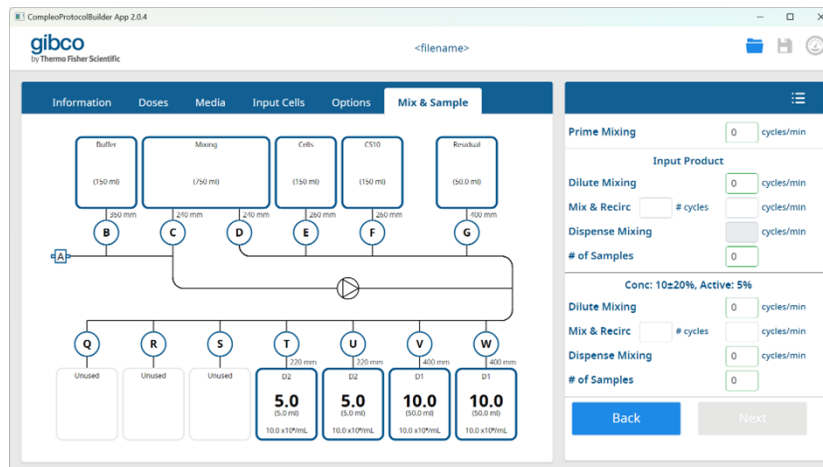 CompleoProtocolBuilder App 2.0.4
gibco
by Thermo Fisher Scientific
<filename>
Information Doses Media Input Cells Options Mix & Sample
Buffer Mixing Cells CS10 Residual
(150 ml) (750 ml) (150 ml) (150 ml) (50.0 ml)
350 mm 240 mm 240 mm 260 mm 260 mm 400 mm
B C D E F G
A
Q R S T U V W
220 mm 220 mm 400 mm 400 mm
Unused Unused Unused D2 D2 D1 D1
5.0 5.0 10.0 10.0
(5.0 ml) (5.0 ml) (50.0 ml) (50.0 ml)
10.0 x10⁶/mL 10.0 x10⁶/mL 10.0 x10⁶/mL 10.0 x10⁶/mL
Prime Mixing 0 cycles/min
Input Product
Dilute Mixing 0 cycles/min
Mix & Recirc # cycles cycles/min
Dispense Mixing cycles/min
# of Samples 0
Conc: 10±20%, Active: 5%
Dilute Mixing 0 cycles/min
Mix & Recirc # cycles cycles/min
Dispense Mixing 0 cycles/min
# of Samples 0
Back Next